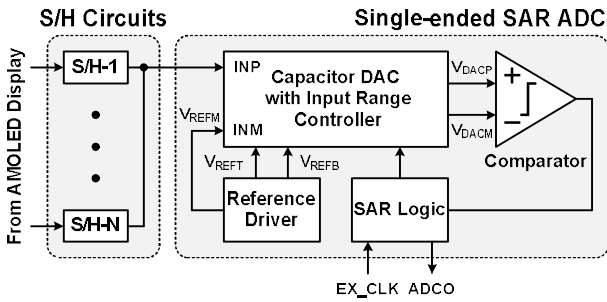 S/H Circuits
Single-ended SAR ADC
From AMOLED Display
S/H-1
S/H-N
INP
INM
Capacitor DAC
with Input Range
Controller
VDACP
VDACM
Comparator
VREFM
VREFT
VREFB
Reference
Driver
SAR Logic
EX_CLK ADCO